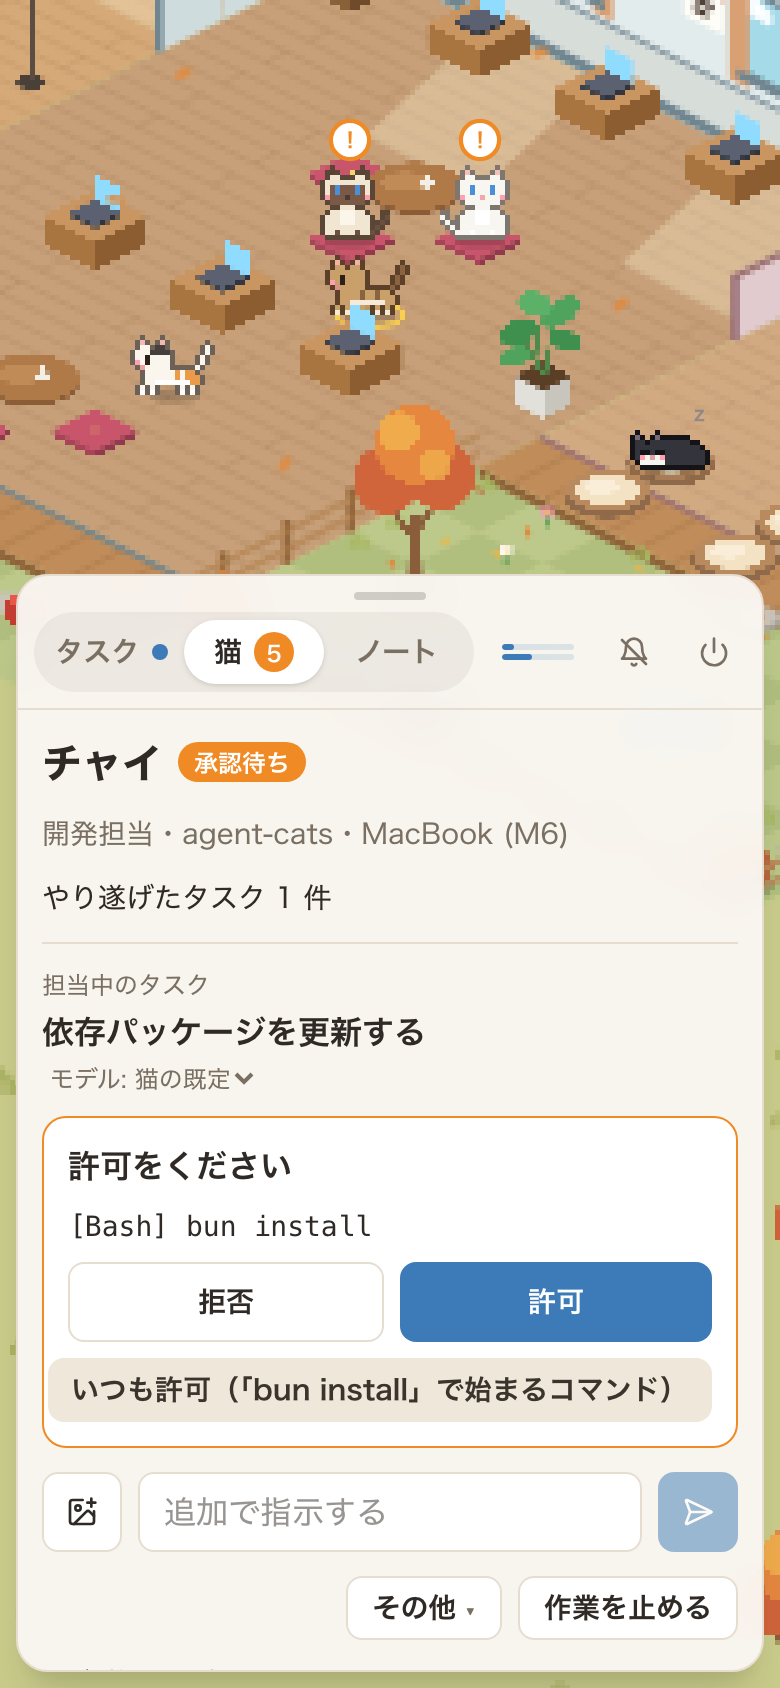 !
!
z
タスク
猫 5
ノート
チャイ 承認待ち
開発担当・agent-cats・MacBook (M6)
やり遂げたタスク 1 件
担当中のタスク
依存パッケージを更新する
モデル: 猫の既定
許可をください
[Bash] bun install
拒否
許可
いつも許可（「bun install」で始まるコマンド）
追加で指示する
その他 ▾
作業を止める